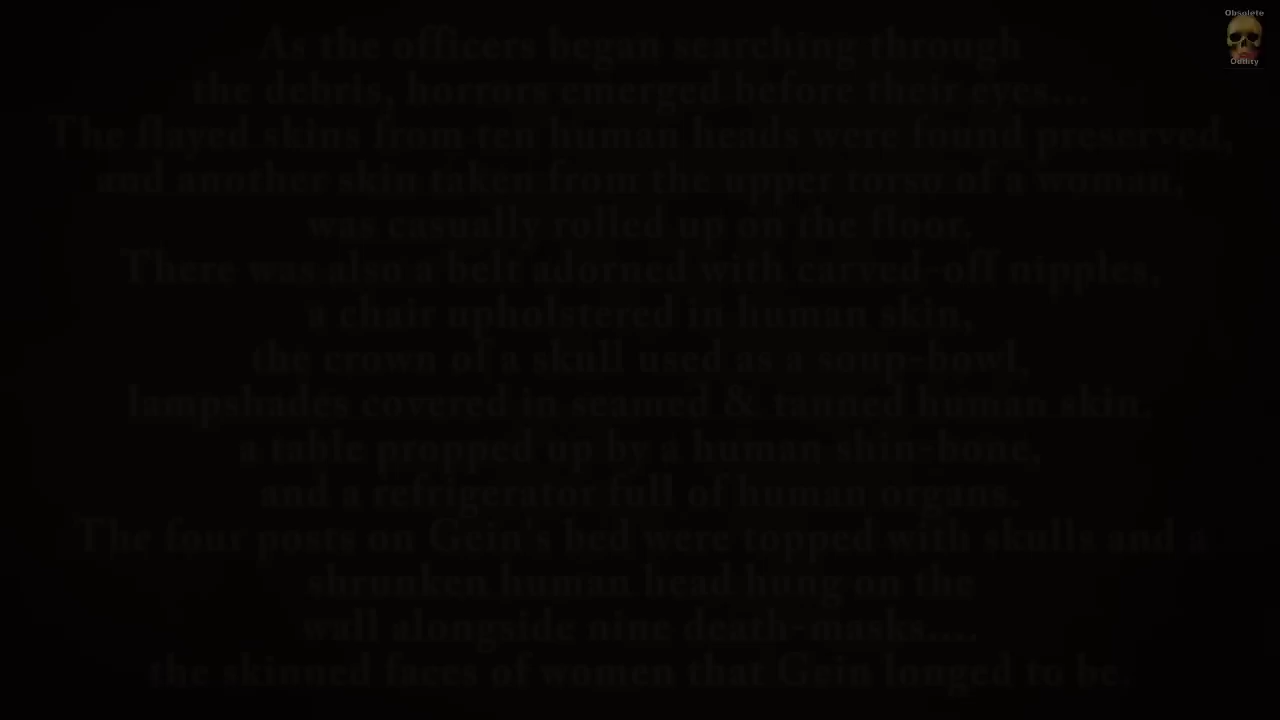 Obsolete
Oddity
As the officers began searching through
the debris, horrors emerged before their eyes...
The flayed skins from ten human heads were found preserved,
and another skin taken from the upper torso of a woman,
was casually rolled up on the floor.
There was also a belt adorned with carved-off nipples,
a chair upholstered in human skin,
the crown of a skull used as a soup-bowl,
lampshades covered in seamed & tanned human skin,
a table propped up by a human shin-bone,
and a refrigerator full of human organs.
The four posts on Gein's bed were topped with skulls and a
shrunken human head hung on the
wall alongside nine death-masks....
the skinned faces of women that Gein longed to be.